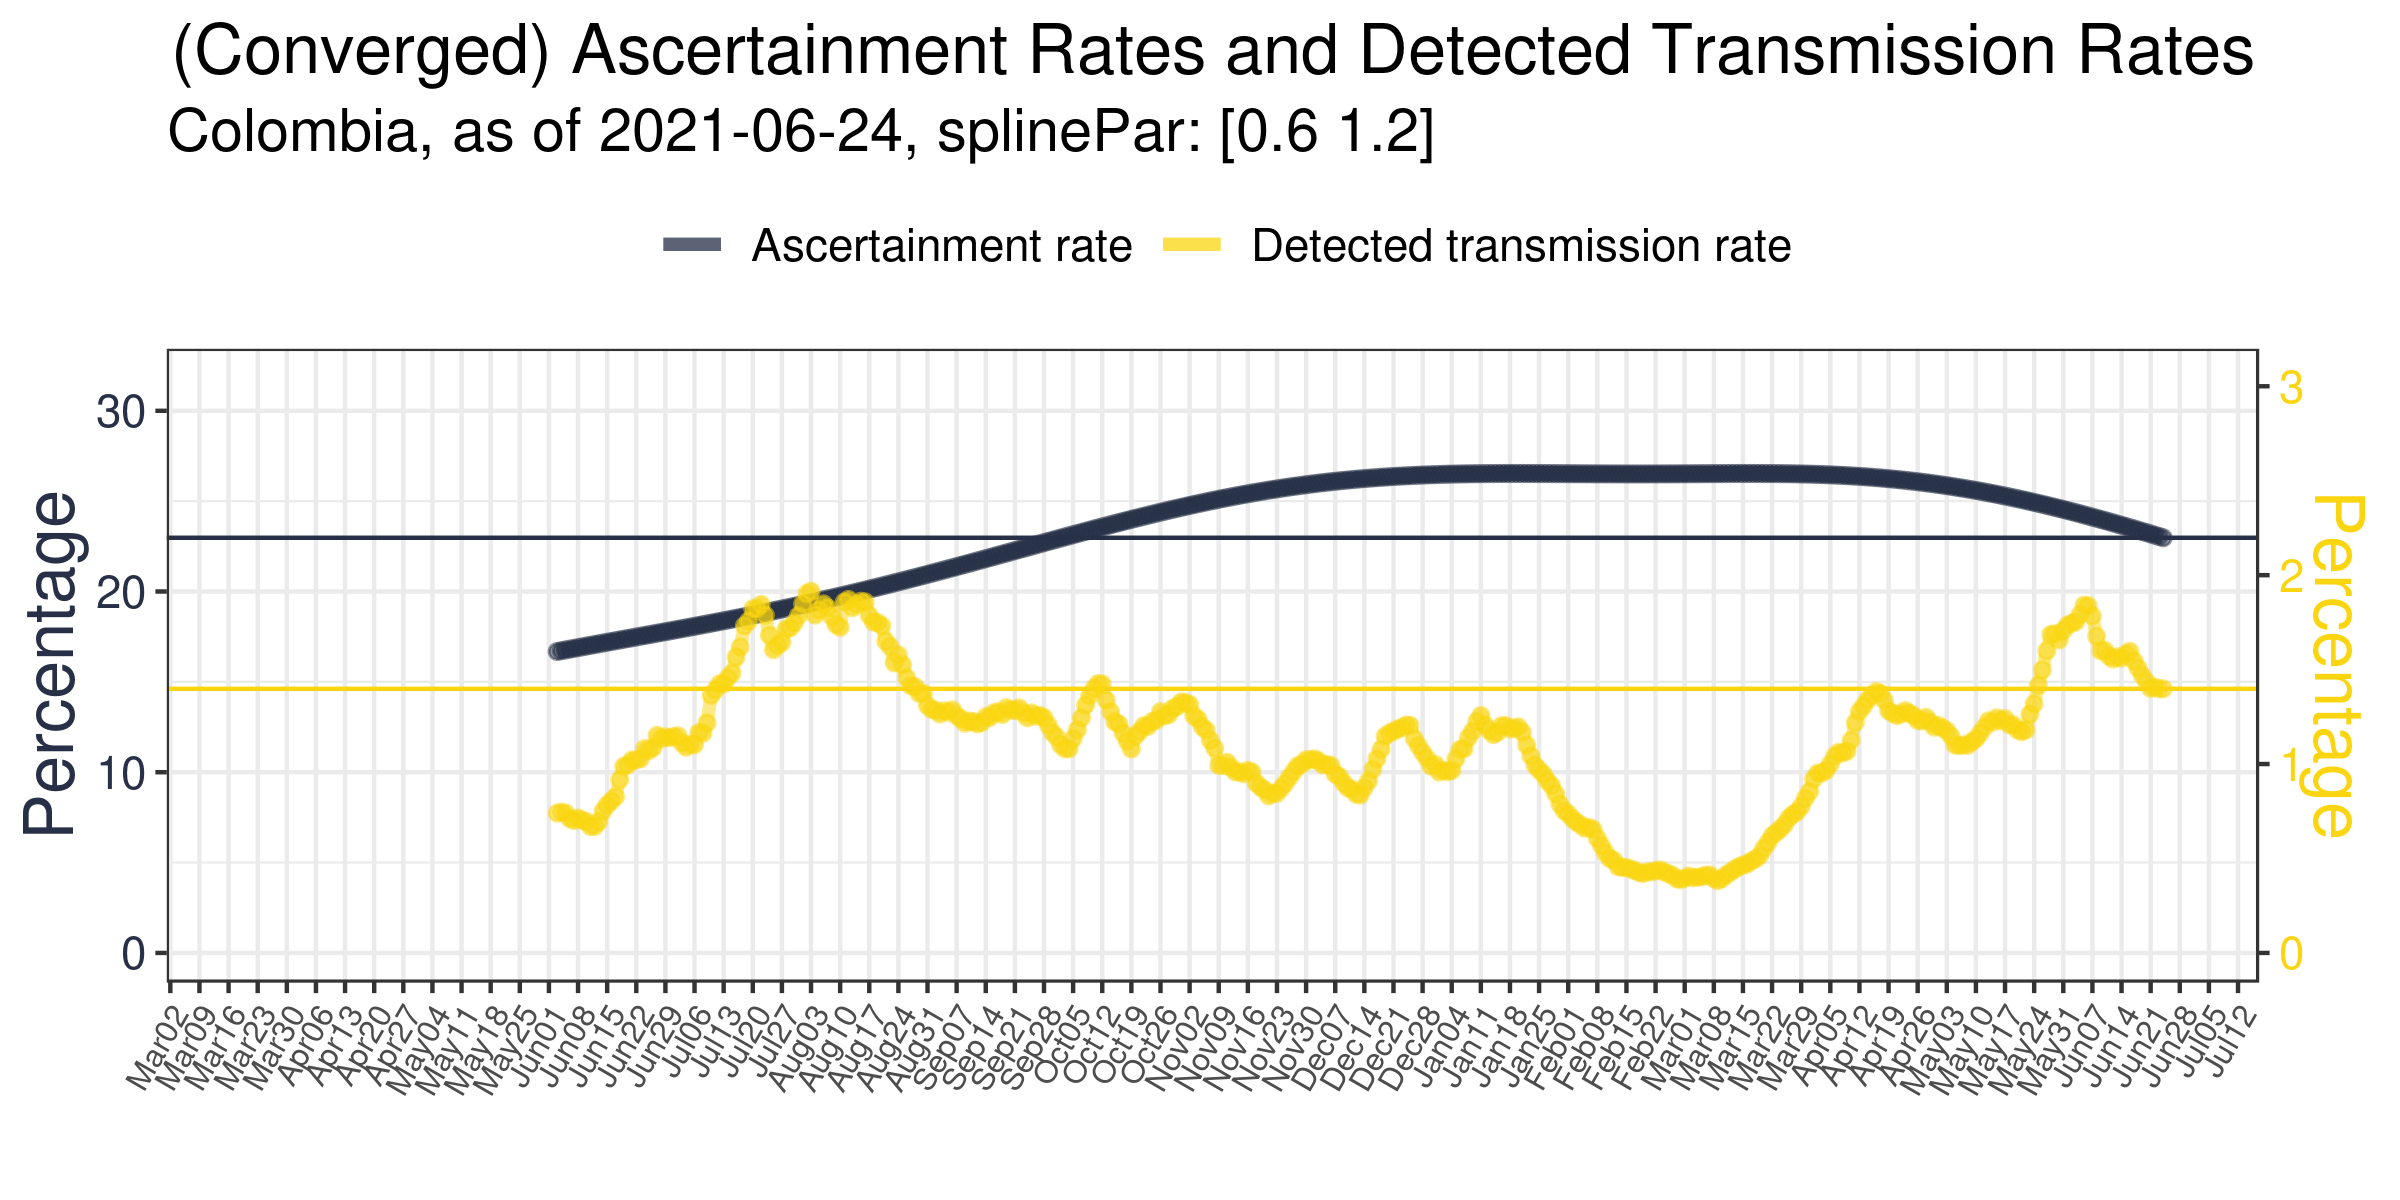 (Converged) Ascertainment Rates and Detected Transmission Rates
Colombia, as of 2021-06-24, splinePar: [0.6 1.2]
Ascertainment rate
Detected transmission rate
Percentage
30
20
10
0
3
2
1
0
Percentage
Mar02
Mar09
Mar16
Mar23
Mar30
Apr06
Apr13
Apr20
Apr27
May04
May11
May18
May25
Jun01
Jun08
Jun15
Jun22
Jun29
Jul06
Jul13
Jul20
Jul27
Aug03
Aug10
Aug17
Aug24
Aug31
Sep07
Sep14
Sep21
Sep28
Oct05
Oct12
Oct19
Oct26
Nov02
Nov09
Nov16
Nov23
Nov30
Dec07
Dec14
Dec21
Dec28
Jan04
Jan11
Jan18
Jan25
Feb01
Feb08
Feb15
Feb22
Mar01
Mar08
Mar15
Mar22
Mar29
Apr05
Apr12
Apr19
Apr26
May03
May10
May17
May24
May31
Jun07
Jun14
Jun21
Jun28
Jul05
Jul12